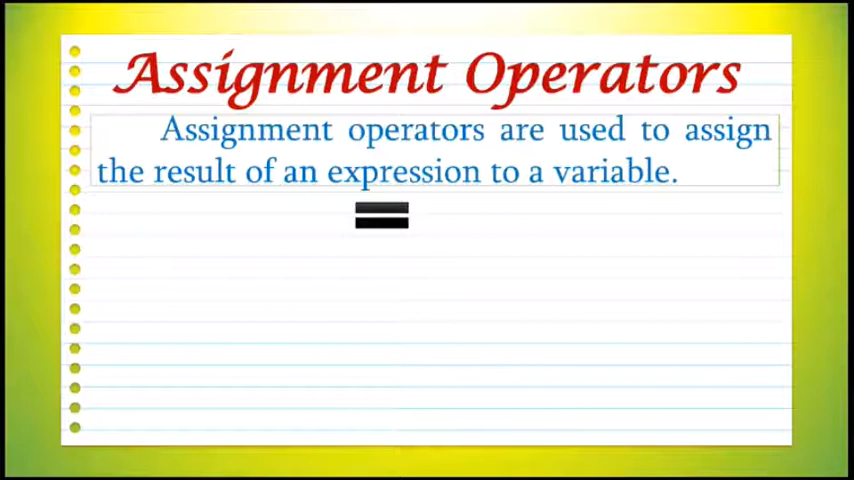 Assignment Operators
Assignment operators are used to assign
the result of an expression to a variable.
=